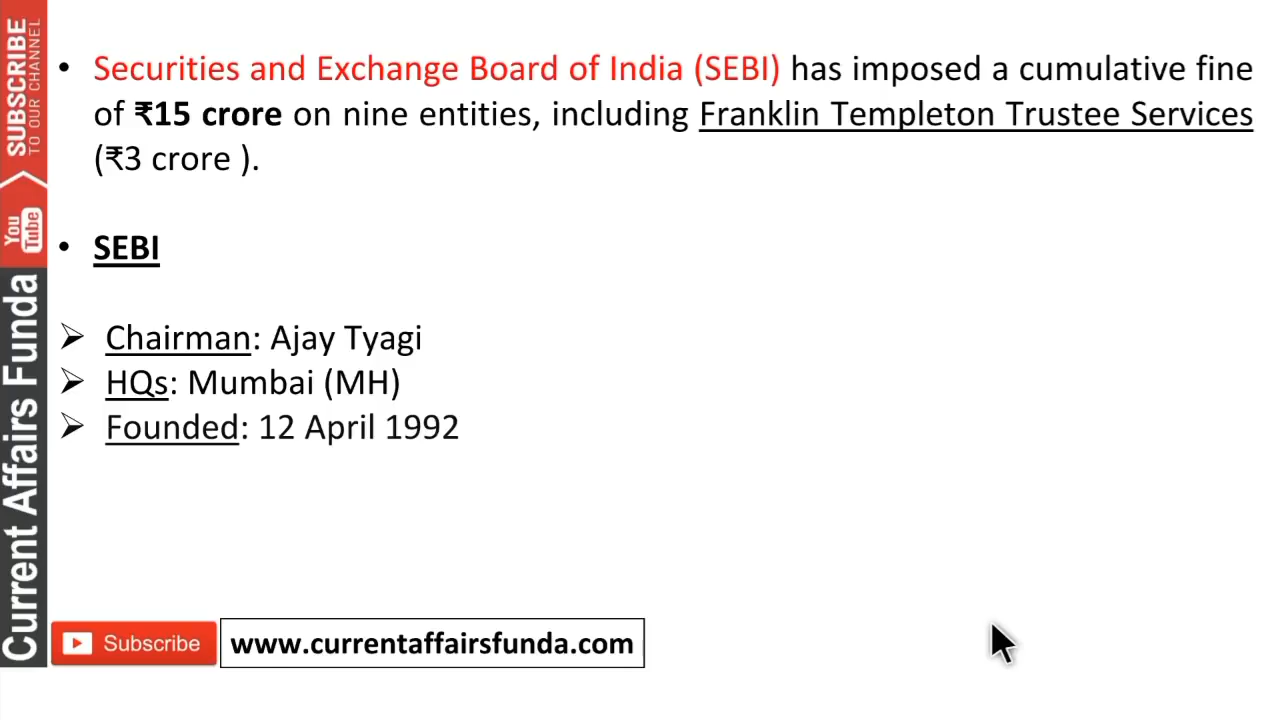 • Securities and Exchange Board of India (SEBI) has imposed a cumulative fine
of ₹15 crore on nine entities, including Franklin Templeton Trustee Services
(₹3 crore ).
• SEBI
➢ Chairman: Ajay Tyagi
➢ HQs: Mumbai (MH)
➢ Founded: 12 April 1992
SUBSCRIBE
TO OUR CHANNEL
You
Tube
Current Affairs Funda
Subscribe
www.currentaffairsfunda.com